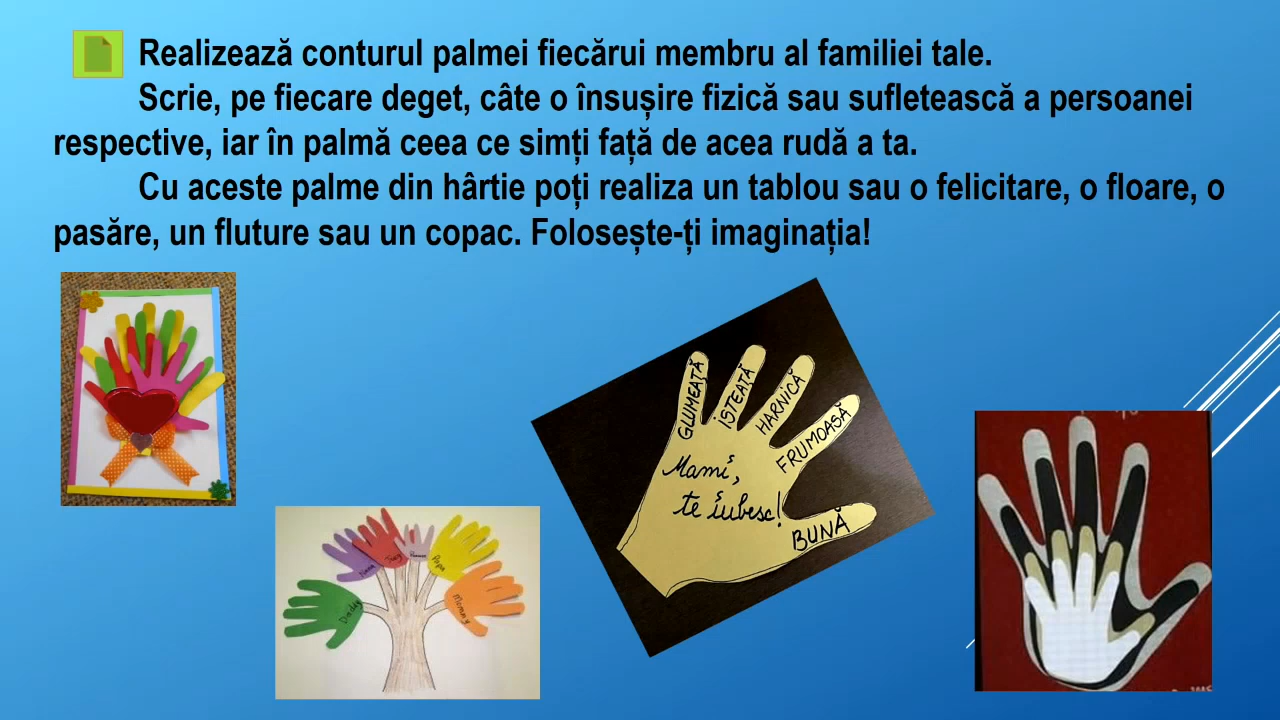 Realizează conturul palmei fiecărui membru al familiei tale.
Scrie, pe fiecare deget, câte o însușire fizică sau sufletească a persoanei
respective, iar în palmă ceea ce simți față de acea rudă a ta.
Cu aceste palme din hârtie poți realiza un tablou sau o felicitare, o floare, o
pasăre, un fluture sau un copac. Folosește-ți imaginația!
GLUMEAȚĂ
ISTEAȚĂ
HARNICĂ
FRUMOASĂ
BUNĂ
Mami,
te iubesc!
Nana
Papa
Mommy